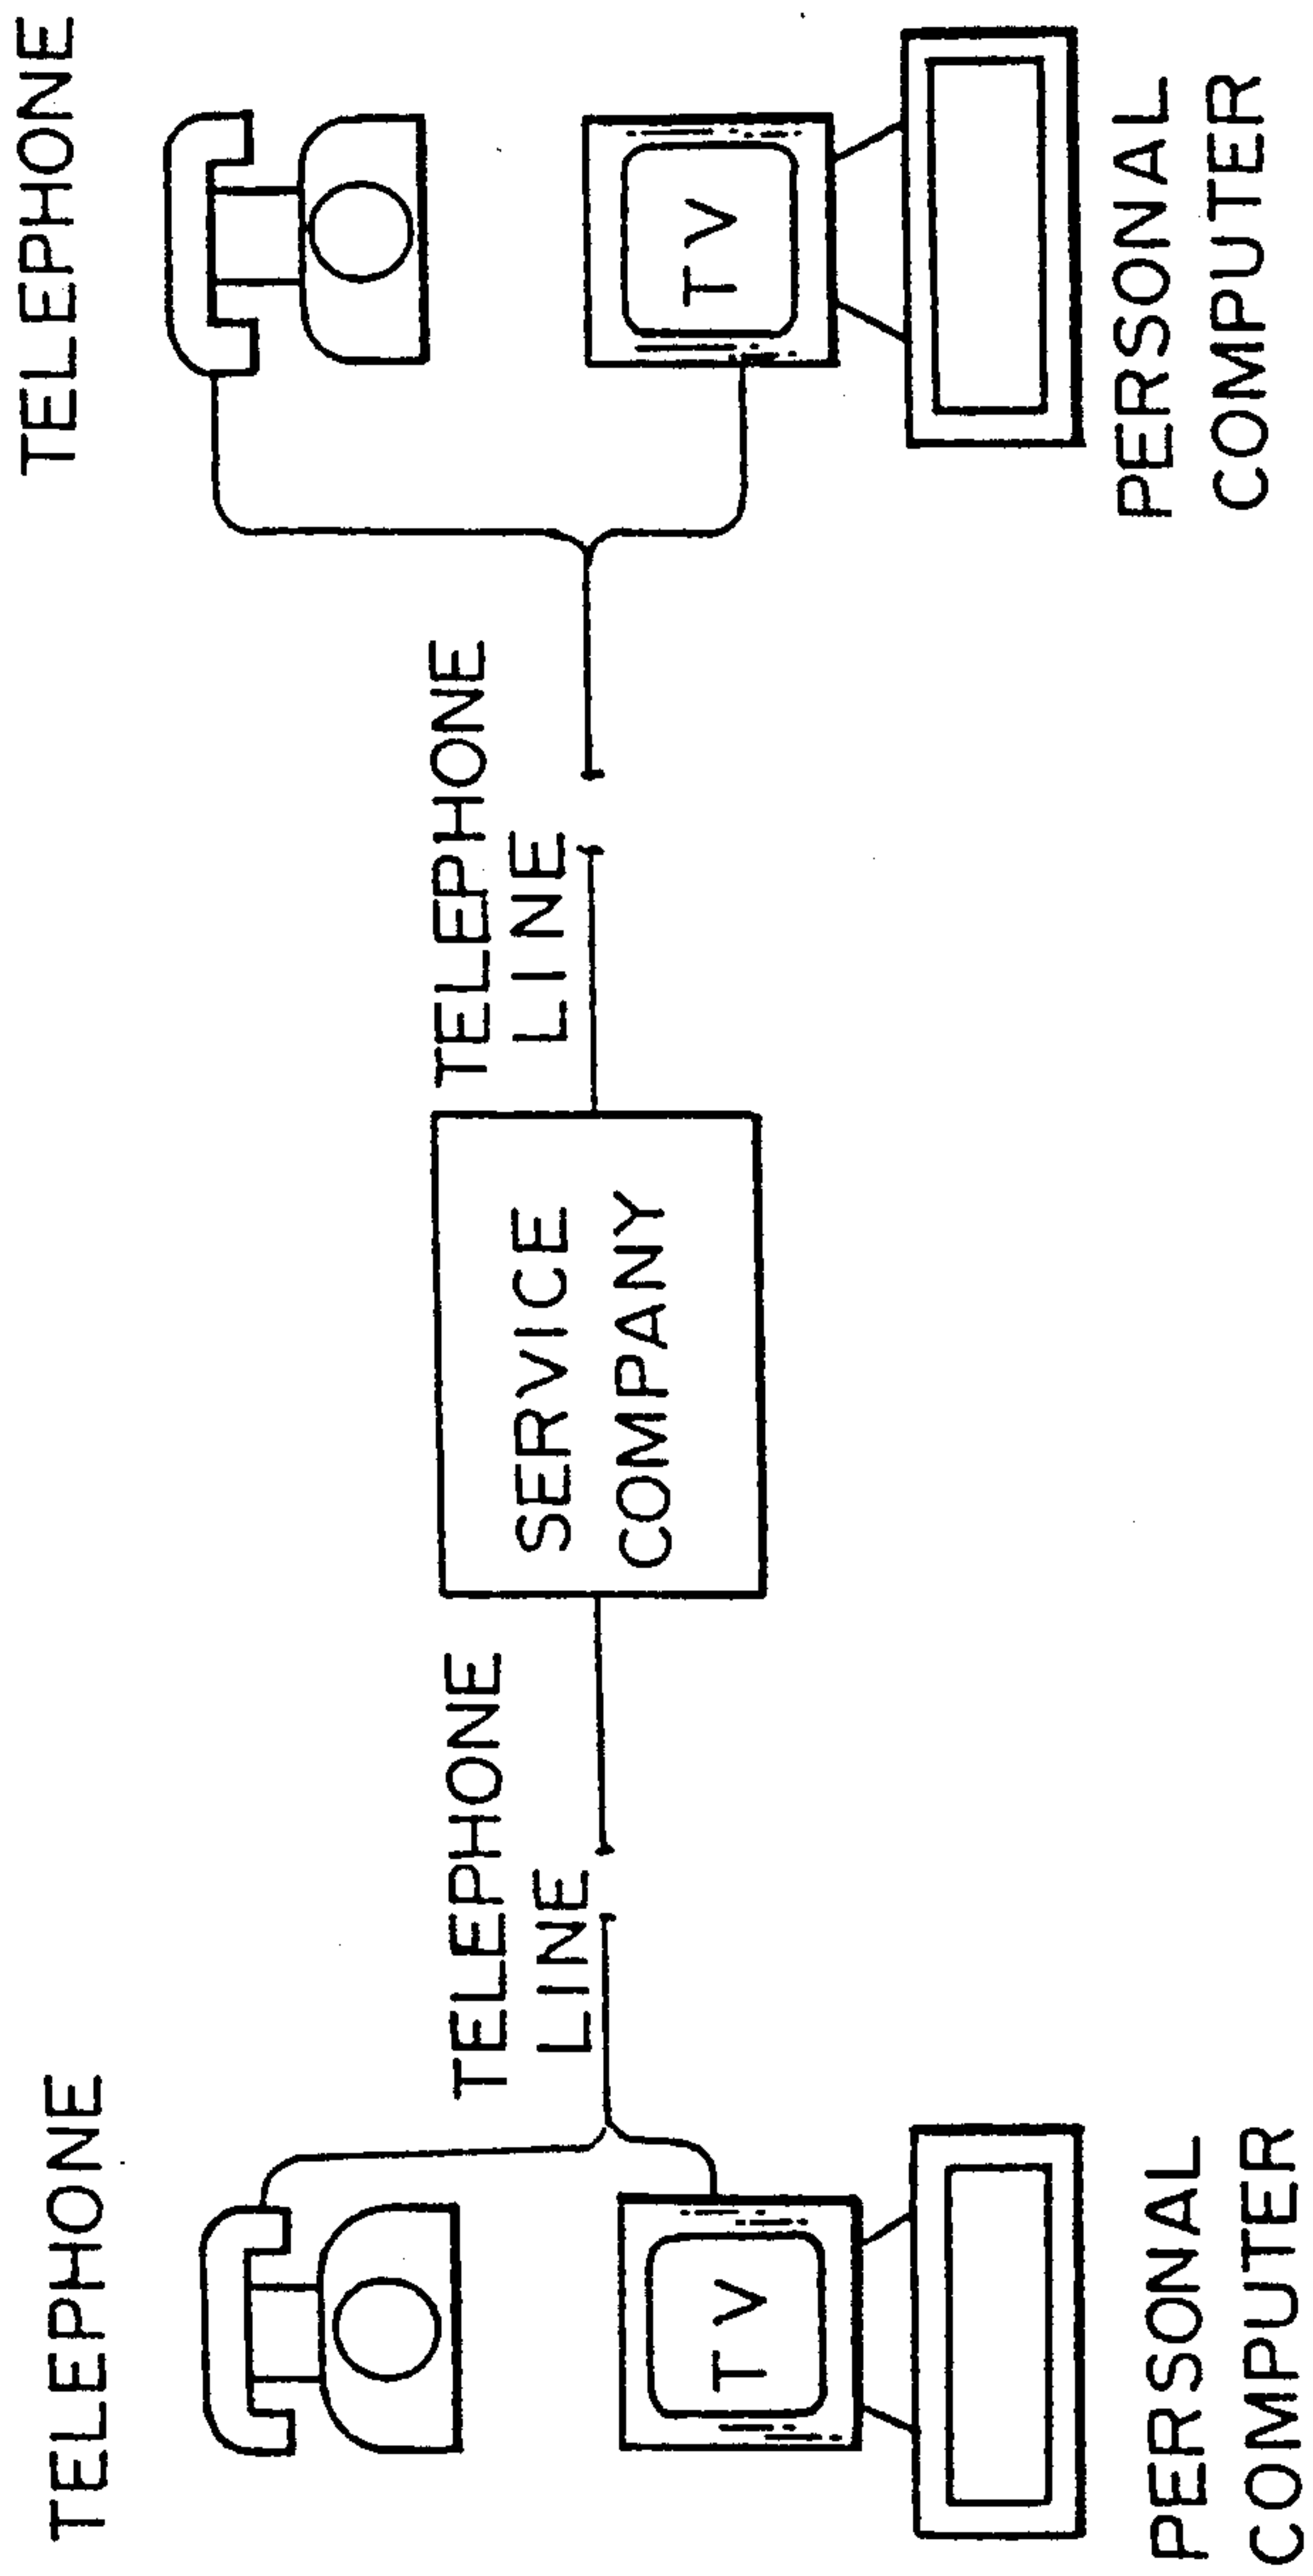 TELEPHONE
TELEPHONE
LINE
TV
PERSONAL
COMPUTER
SERVICE
COMPANY
TELEPHONE
LINE
TELEPHONE
TV
PERSONAL
COMPUTER